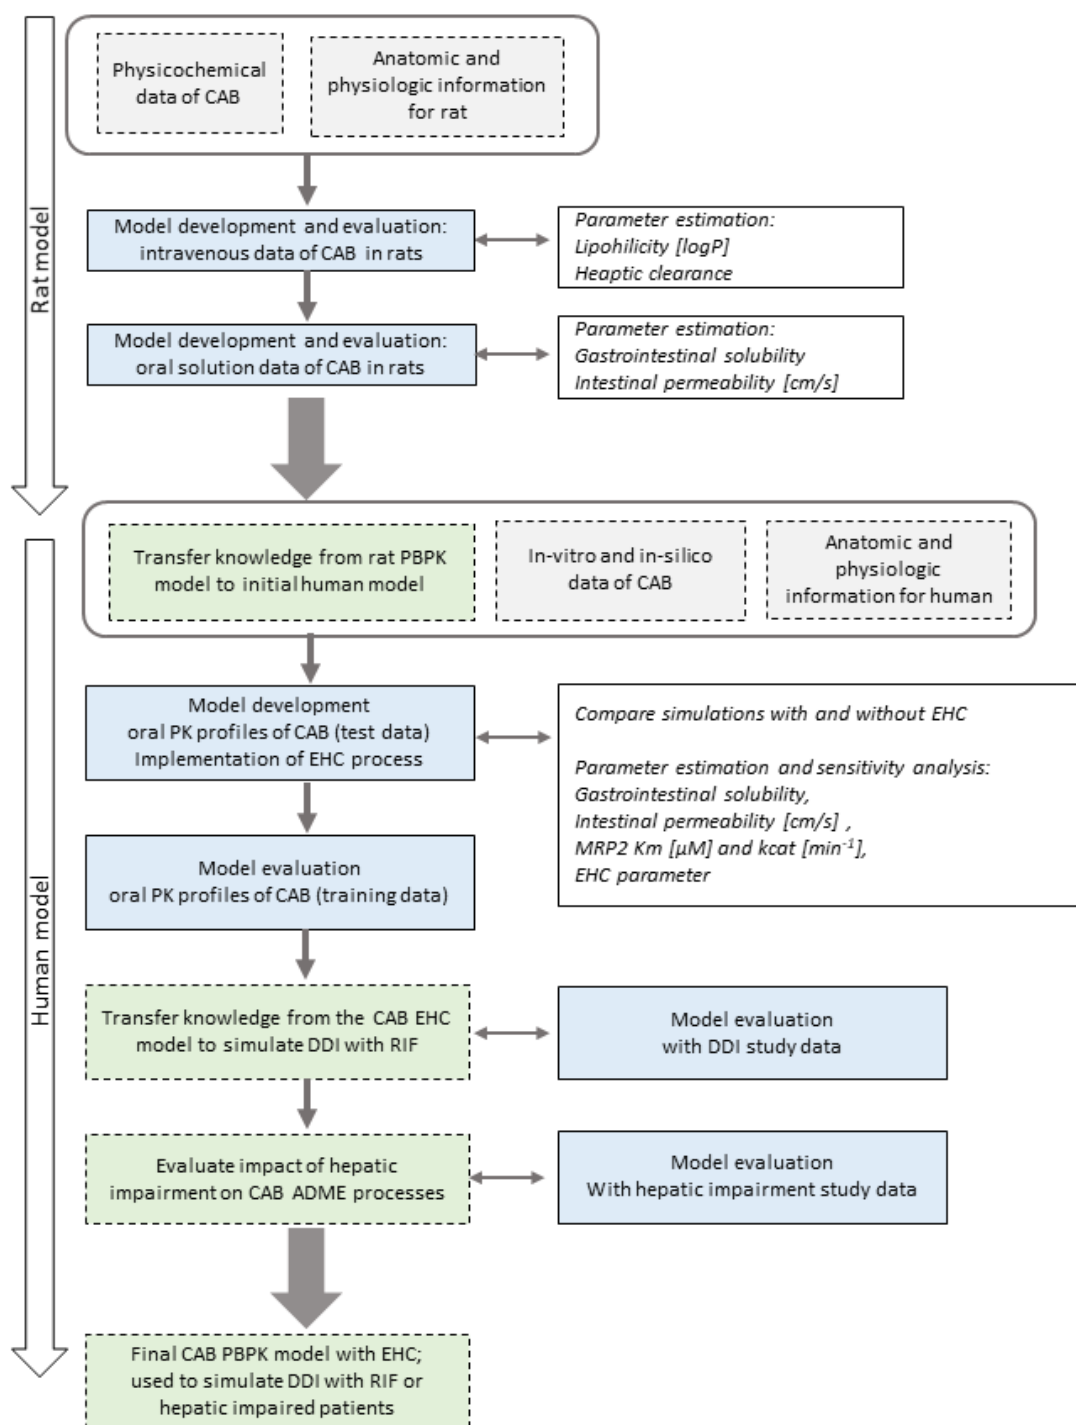 Physicochemical
data of CAB
Anatomic and
physiologic information
for rat
Rat model
Model development and evaluation:
intravenous data of CAB in rats
Parameter estimation:
Lipohilicity [logP]
Heaptic clearance
Model development and evaluation:
oral solution data of CAB in rats
Parameter estimation:
Gastrointestinal solubility
Intestinal permeability [cm/s]
Transfer knowledge from rat PBPK
model to initial human model
In-vitro and in-silico
data of CAB
Anatomic and
physiologic
information for human
Human model
Model development
oral PK profiles of CAB (test data)
Implementation of EHC process
Compare simulations with and without EHC
Parameter estimation and sensitivity analysis:
Gastrointestinal solubility,
Intestinal permeability [cm/s] ,
MRP2 Km [µM] and kcat [min⁻¹],
EHC parameter
Model evaluation
oral PK profiles of CAB (training data)
Transfer knowledge from the CAB EHC
model to simulate DDI with RIF
Model evaluation
with DDI study data
Evaluate impact of hepatic
impairment on CAB ADME processes
Model evaluation
With hepatic impairment study data
Final CAB PBPK model with EHC;
used to simulate DDI with RIF or
hepatic impaired patients